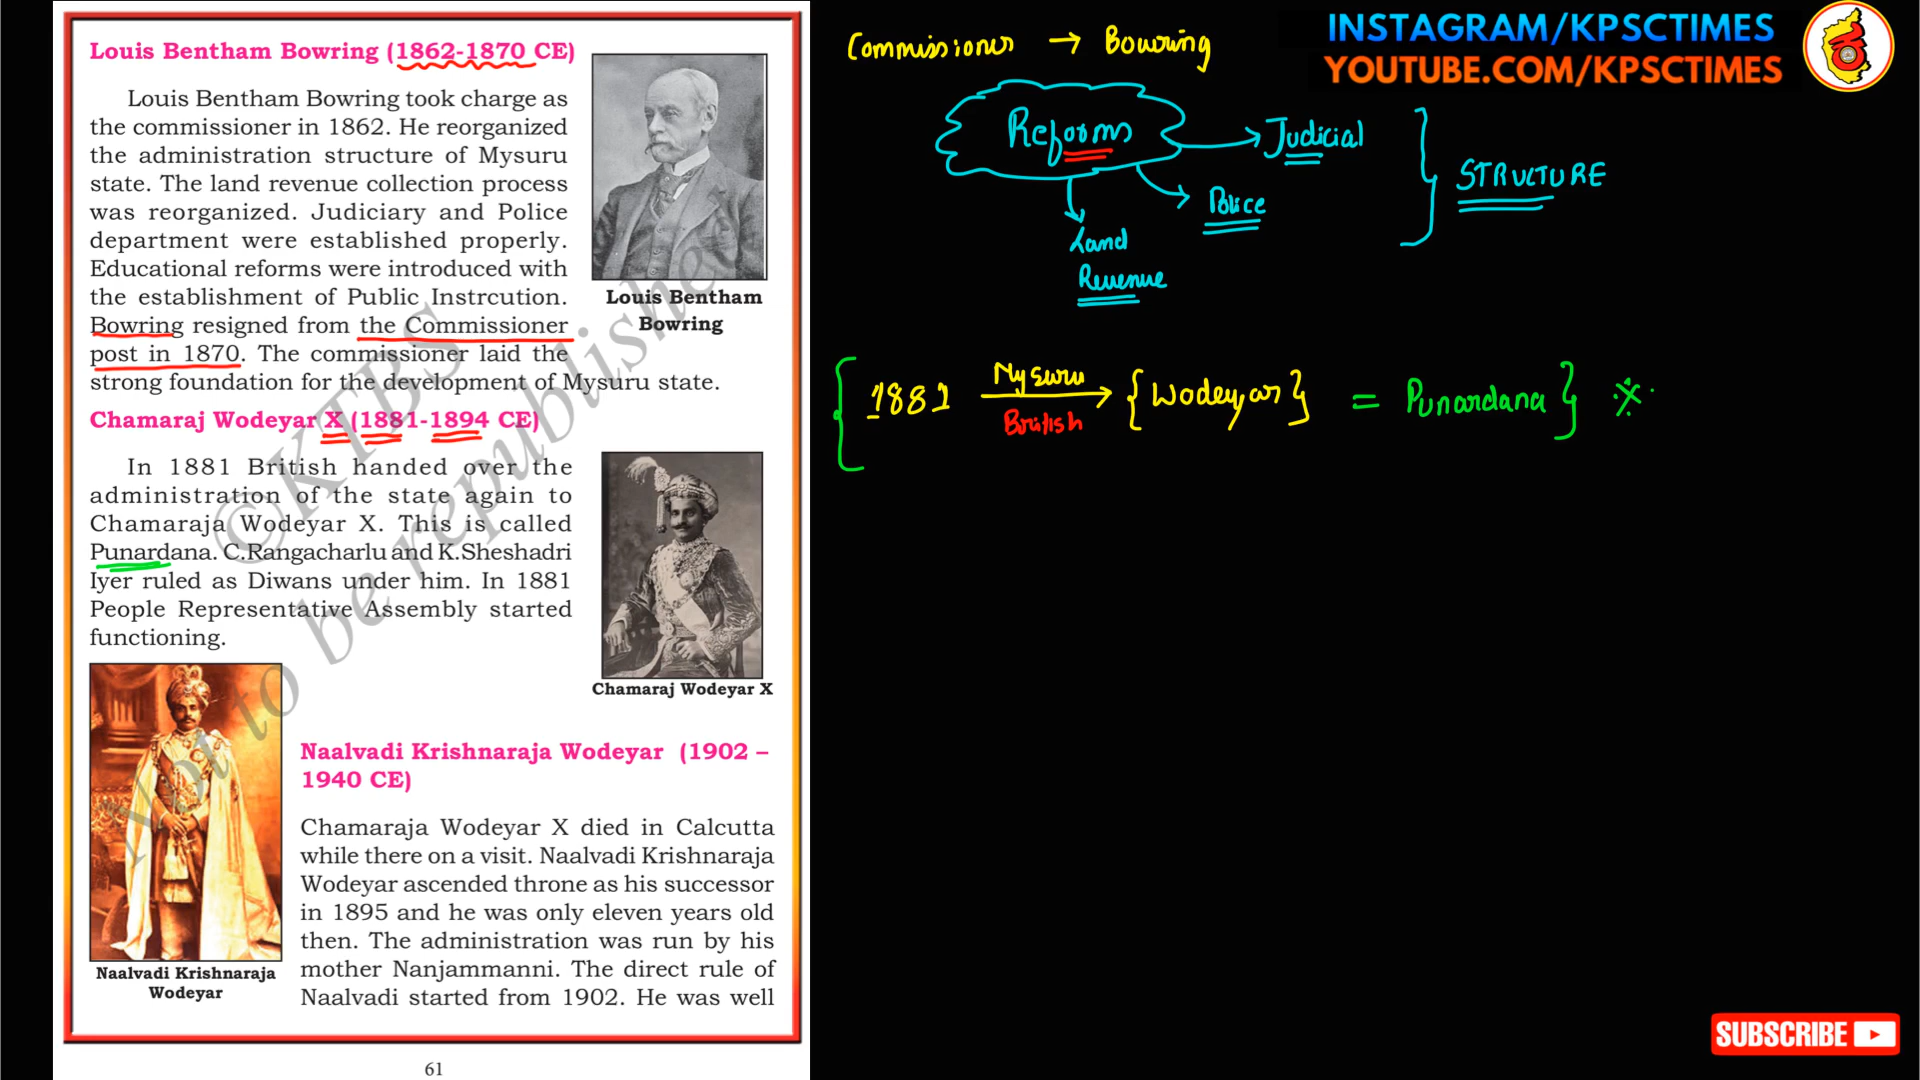 Louis Bentham Bowring (1862-1870 CE)
Louis Bentham Bowring took charge as
the commissioner in 1862. He reorganized
the administration structure of Mysuru
state. The land revenue collection process
was reorganized. Judiciary and Police
department were established properly.
Educational reforms were introduced with
the establishment of Public Instrcution.
Bowring resigned from the Commissioner
post in 1870. The commissioner laid the
strong foundation for the development of Mysuru state.
Louis Bentham
Bowring
Chamaraj Wodeyar X (1881-1894 CE)
In 1881 British handed over the
administration of the state again to
Chamaraja Wodeyar X. This is called
Punardana. C.Rangacharlu and K.Sheshadri
Iyer ruled as Diwans under him. In 1881
People Representative Assembly started
functioning.
Chamaraj Wodeyar X
Naalvadi Krishnaraja
Wodeyar
Naalvadi Krishnaraja Wodeyar (1902 –
1940 CE)
Chamaraja Wodeyar X died in Calcutta
while there on a visit. Naalvadi Krishnaraja
Wodeyar ascended throne as his successor
in 1895 and he was only eleven years old
then. The administration was run by his
mother Nanjammanni. The direct rule of
Naalvadi started from 1902. He was well
61
©KTBS
Not to be republished
Commissioner → Bowring
Reforms → Judicial
Police
Land
Revenue
STRUCTURE
{ 1881 Mysuru → {Wodeyar} = Punardana }
British
INSTAGRAM/KPSCTIMES
YOUTUBE.COM/KPSCTIMES
SUBSCRIBE